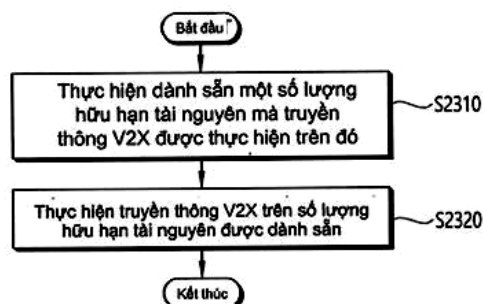 Bắt đầu
Thực hiện dành sẵn một số lượng
hữu hạn tài nguyên mà truyền
thông V2X được thực hiện trên đó
S2310
Thực hiện truyền thông V2X trên số lượng
hữu hạn tài nguyên được dành sẵn
S2320
Kết thúc